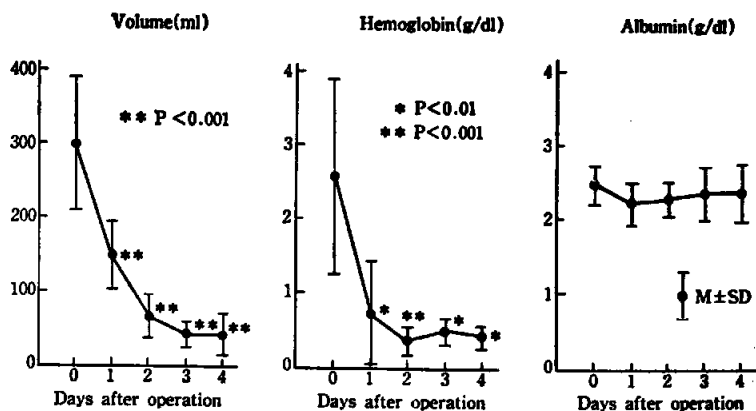 Volume(ml)
400
300
200
100
0
** P<0.001
**
**
**
**
0 1 2 3 4
Days after operation
Hemoglobin(g/dl)
4
3
2
1
0
* P<0.01
** P<0.001
*
**
*
*
0 1 2 3 4
Days after operation
Albumin(g/dl)
4
3
2
1
0
M±SD
0 1 2 3 4
Days after operation